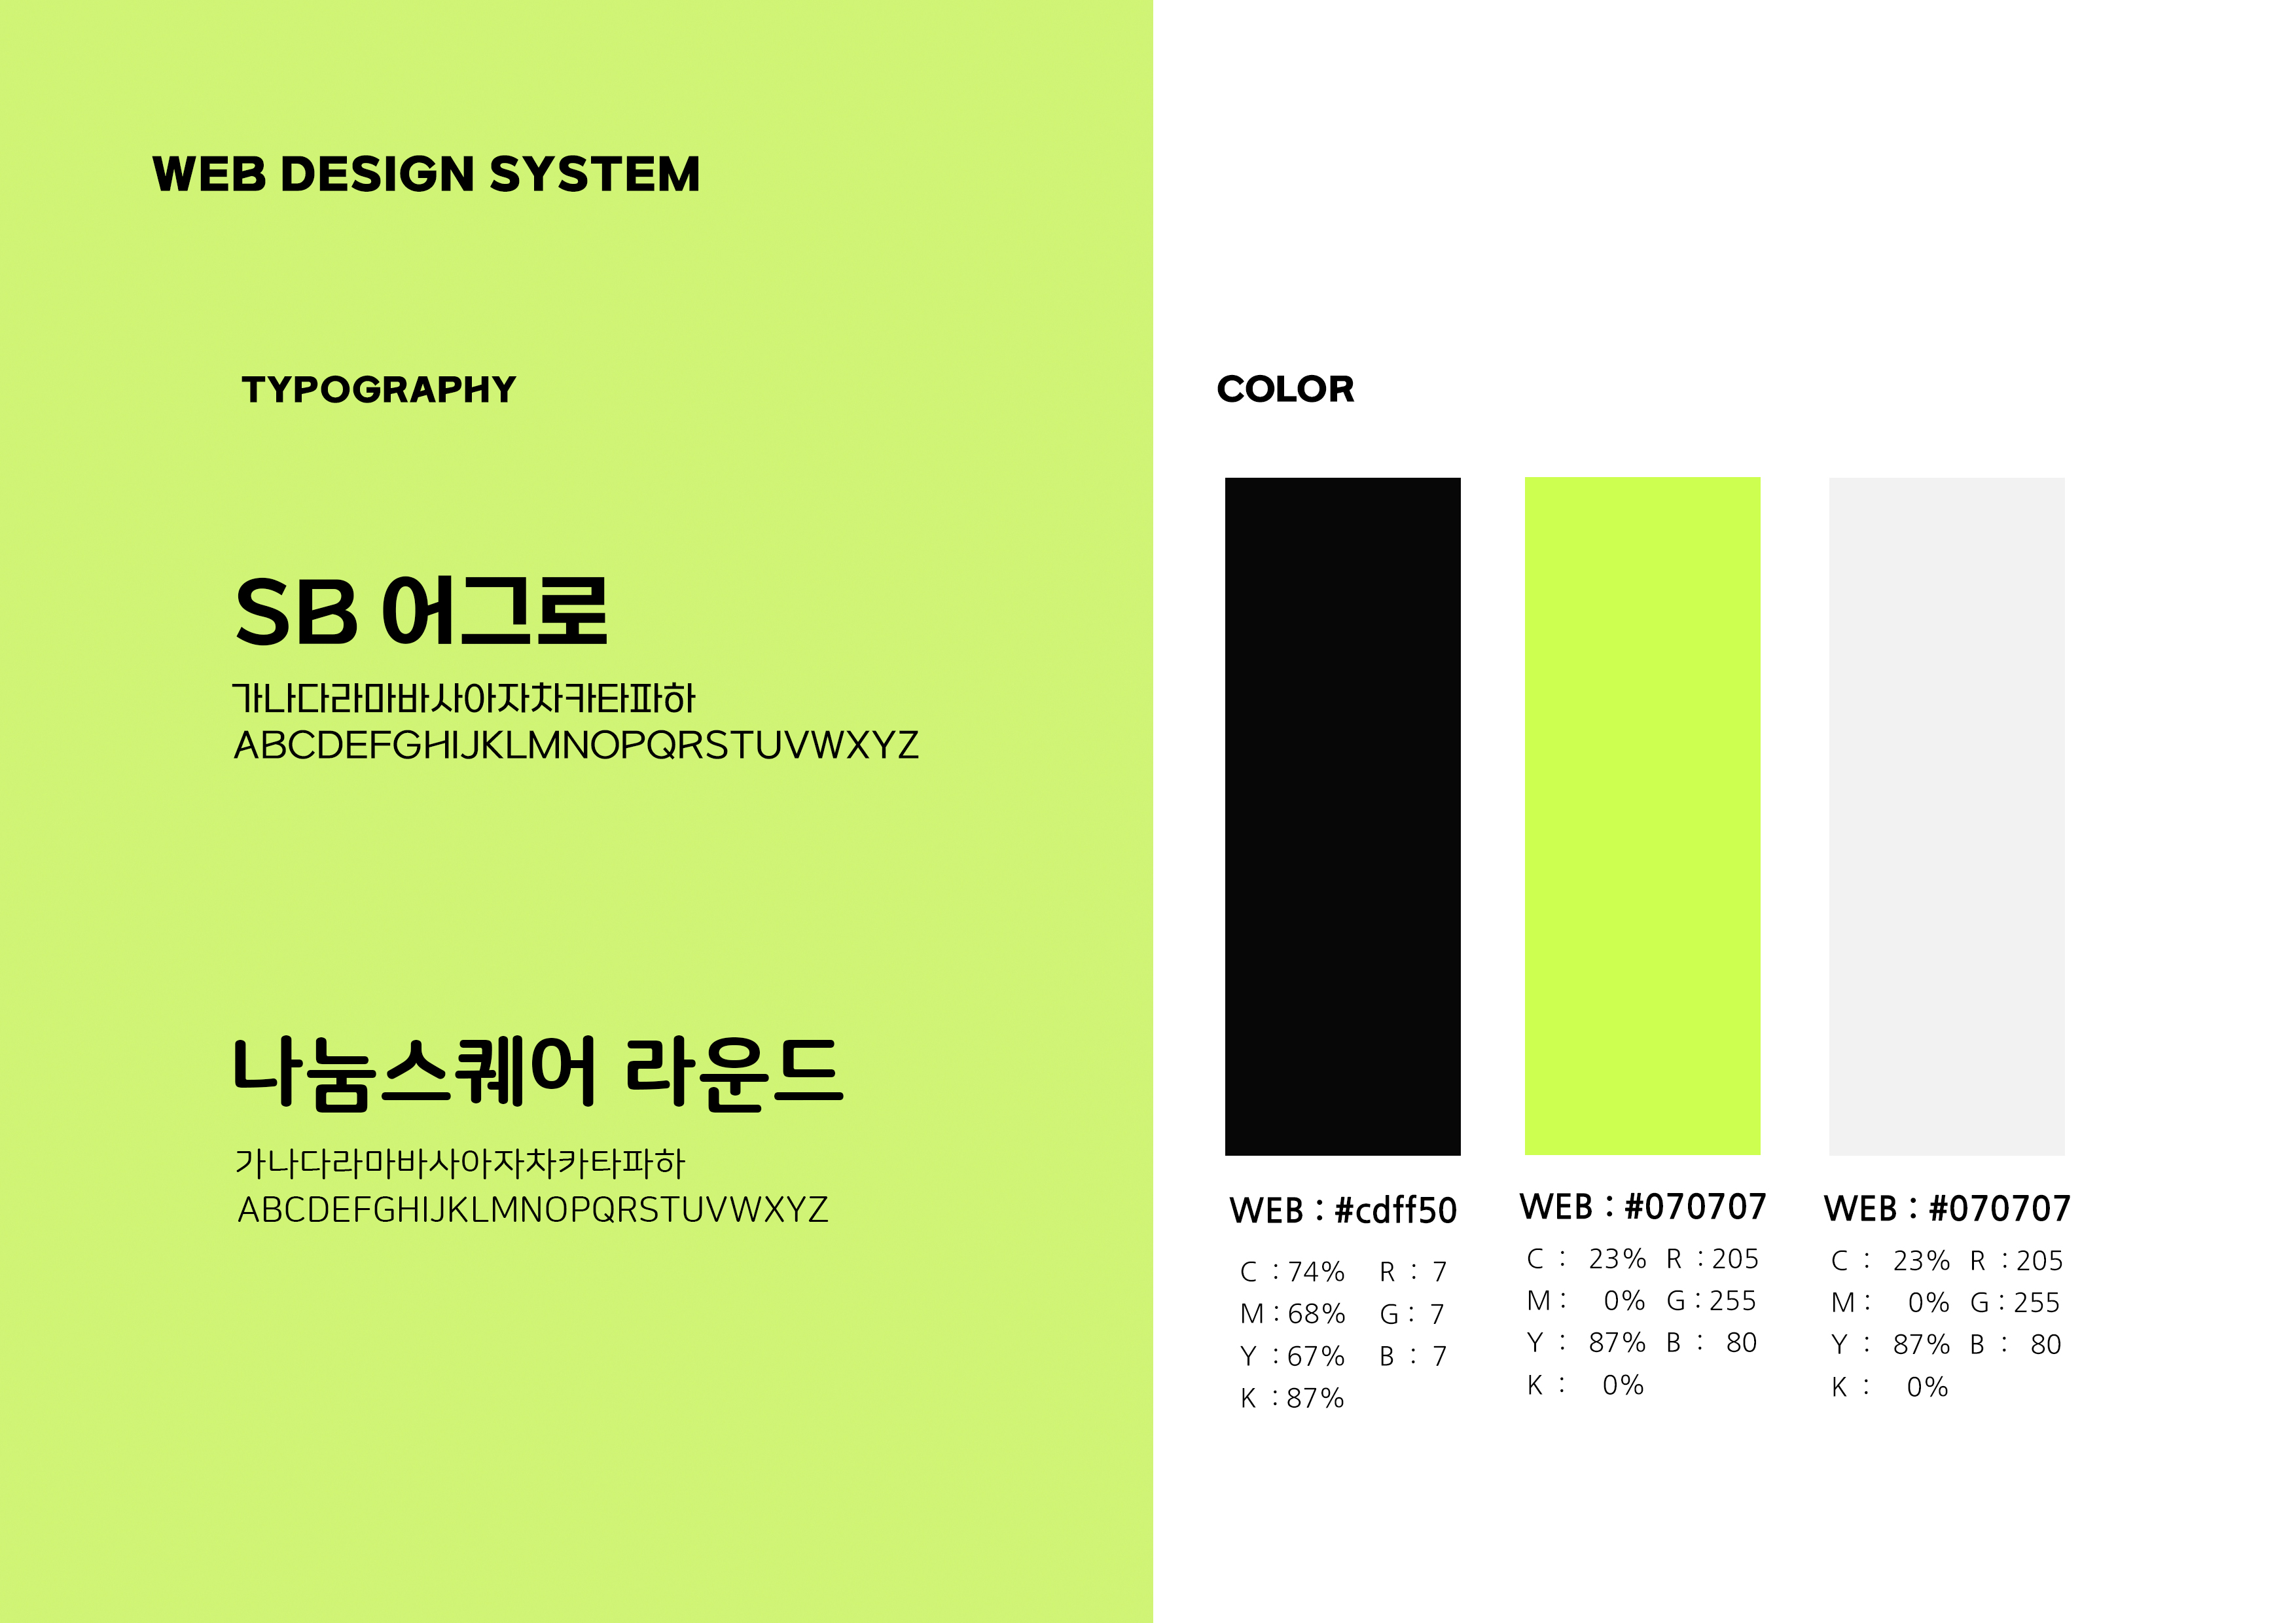 WEB DESIGN SYSTEM
TYPOGRAPHY
SB 어그로
가나다라마바사아자차카타파하
ABCDEFGHIJKLMNOPQRSTUVWXYZ
나눔스퀘어 라운드
가나다라마바사아자차카타파하
ABCDEFGHIJKLMNOPQRSTUVWXYZ
COLOR
WEB : #cdff50
C : 74% R : 7
M : 68% G : 7
Y : 67% B : 7
K : 87%
WEB : #070707
C : 23% R : 205
M : 0% G : 255
Y : 87% B : 80
K : 0%
WEB : #070707
C : 23% R : 205
M : 0% G : 255
Y : 87% B : 80
K : 0%